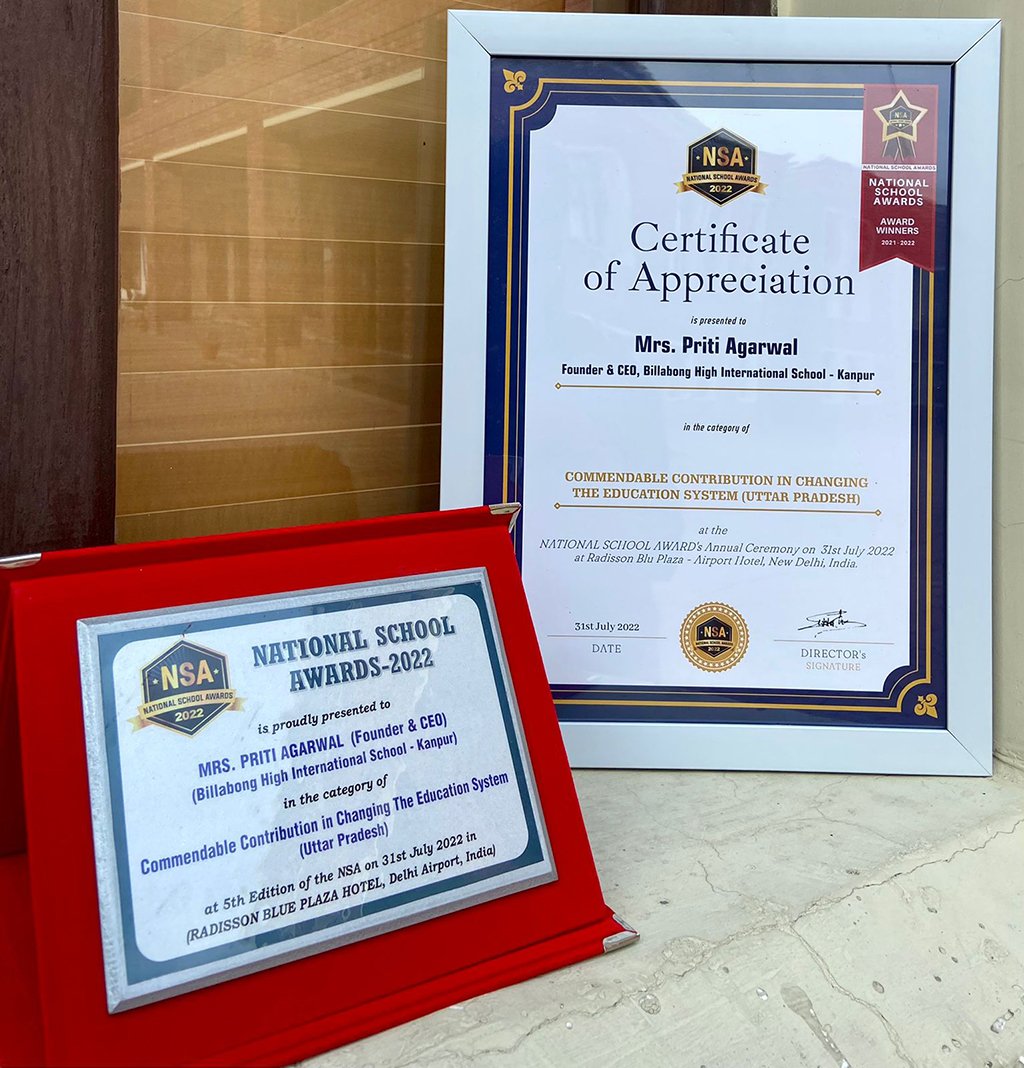 NSA
NATIONAL SCHOOL AWARDS
2022
Certificate
of Appreciation
is presented to
Mrs. Priti Agarwal
Founder & CEO, Billabong High International School - Kanpur
in the category of
COMMENDABLE CONTRIBUTION IN CHANGING
THE EDUCATION SYSTEM (UTTAR PRADESH)
at the
NATIONAL SCHOOL AWARD's Annual Ceremony on 31st July 2022
at Radisson Blu Plaza - Airport Hotel, New Delhi, India.
31st July 2022
DATE
NSA
NATIONAL SCHOOL AWARDS
2022
DIRECTOR's
SIGNATURE
NSA
NATIONAL SCHOOL AWARDS
NATIONAL
SCHOOL
AWARDS
AWARD
WINNERS
2021-2022
NSA
NATIONAL SCHOOL AWARDS
2022
NATIONAL SCHOOL
AWARDS-2022
is proudly presented to
MRS. PRITI AGARWAL (Founder & CEO)
(Billabong High International School - Kanpur)
in the category of
Commendable Contribution in Changing The Education System
(Uttar Pradesh)
at 5th Edition of the NSA on 31st July 2022 in
(RADISSON BLUE PLAZA HOTEL, Delhi Airport, India)